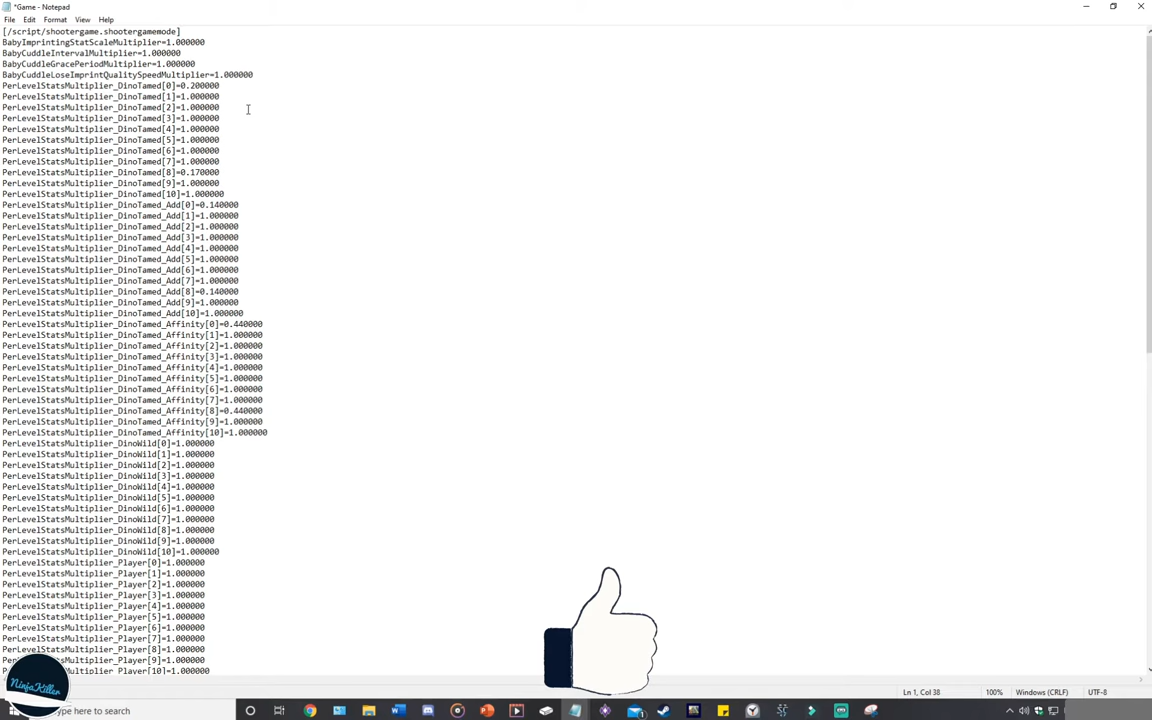 *Game - Notepad
File Edit Format View Help
[/script/shootergame.shootergamemode]
BabyImprintingStatScaleMultiplier=1.000000
BabyCuddleIntervalMultiplier=1.000000
BabyCuddleGracePeriodMultiplier=1.000000
BabyCuddleLoseImprintQualitySpeedMultiplier=1.000000
PerLevelStatsMultiplier_DinoTamed[0]=0.200000
PerLevelStatsMultiplier_DinoTamed[1]=1.000000
PerLevelStatsMultiplier_DinoTamed[2]=1.000000
PerLevelStatsMultiplier_DinoTamed[3]=1.000000
PerLevelStatsMultiplier_DinoTamed[4]=1.000000
PerLevelStatsMultiplier_DinoTamed[5]=1.000000
PerLevelStatsMultiplier_DinoTamed[6]=1.000000
PerLevelStatsMultiplier_DinoTamed[7]=1.000000
PerLevelStatsMultiplier_DinoTamed[8]=0.170000
PerLevelStatsMultiplier_DinoTamed[9]=1.000000
PerLevelStatsMultiplier_DinoTamed[10]=1.000000
PerLevelStatsMultiplier_DinoTamed_Add[0]=0.140000
PerLevelStatsMultiplier_DinoTamed_Add[1]=1.000000
PerLevelStatsMultiplier_DinoTamed_Add[2]=1.000000
PerLevelStatsMultiplier_DinoTamed_Add[3]=1.000000
PerLevelStatsMultiplier_DinoTamed_Add[4]=1.000000
PerLevelStatsMultiplier_DinoTamed_Add[5]=1.000000
PerLevelStatsMultiplier_DinoTamed_Add[6]=1.000000
PerLevelStatsMultiplier_DinoTamed_Add[7]=1.000000
PerLevelStatsMultiplier_DinoTamed_Add[8]=0.140000
PerLevelStatsMultiplier_DinoTamed_Add[9]=1.000000
PerLevelStatsMultiplier_DinoTamed_Add[10]=1.000000
PerLevelStatsMultiplier_DinoTamed_Affinity[0]=0.440000
PerLevelStatsMultiplier_DinoTamed_Affinity[1]=1.000000
PerLevelStatsMultiplier_DinoTamed_Affinity[2]=1.000000
PerLevelStatsMultiplier_DinoTamed_Affinity[3]=1.000000
PerLevelStatsMultiplier_DinoTamed_Affinity[4]=1.000000
PerLevelStatsMultiplier_DinoTamed_Affinity[5]=1.000000
PerLevelStatsMultiplier_DinoTamed_Affinity[6]=1.000000
PerLevelStatsMultiplier_DinoTamed_Affinity[7]=1.000000
PerLevelStatsMultiplier_DinoTamed_Affinity[8]=0.440000
PerLevelStatsMultiplier_DinoTamed_Affinity[9]=1.000000
PerLevelStatsMultiplier_DinoTamed_Affinity[10]=1.000000
PerLevelStatsMultiplier_DinoWild[0]=1.000000
PerLevelStatsMultiplier_DinoWild[1]=1.000000
PerLevelStatsMultiplier_DinoWild[2]=1.000000
PerLevelStatsMultiplier_DinoWild[3]=1.000000
PerLevelStatsMultiplier_DinoWild[4]=1.000000
PerLevelStatsMultiplier_DinoWild[5]=1.000000
PerLevelStatsMultiplier_DinoWild[6]=1.000000
PerLevelStatsMultiplier_DinoWild[7]=1.000000
PerLevelStatsMultiplier_DinoWild[8]=1.000000
PerLevelStatsMultiplier_DinoWild[9]=1.000000
PerLevelStatsMultiplier_DinoWild[10]=1.000000
PerLevelStatsMultiplier_Player[0]=1.000000
PerLevelStatsMultiplier_Player[1]=1.000000
PerLevelStatsMultiplier_Player[2]=1.000000
PerLevelStatsMultiplier_Player[3]=1.000000
PerLevelStatsMultiplier_Player[4]=1.000000
PerLevelStatsMultiplier_Player[5]=1.000000
PerLevelStatsMultiplier_Player[6]=1.000000
PerLevelStatsMultiplier_Player[7]=1.000000
PerLevelStatsMultiplier_Player[8]=1.000000
PerLevelStatsMultiplier_Player[9]=1.000000
Multiplier_Player[10]=1.000000
NinjaKiller
Ln 1, Col 38 100% Windows (CRLF) UTF-8
here to search